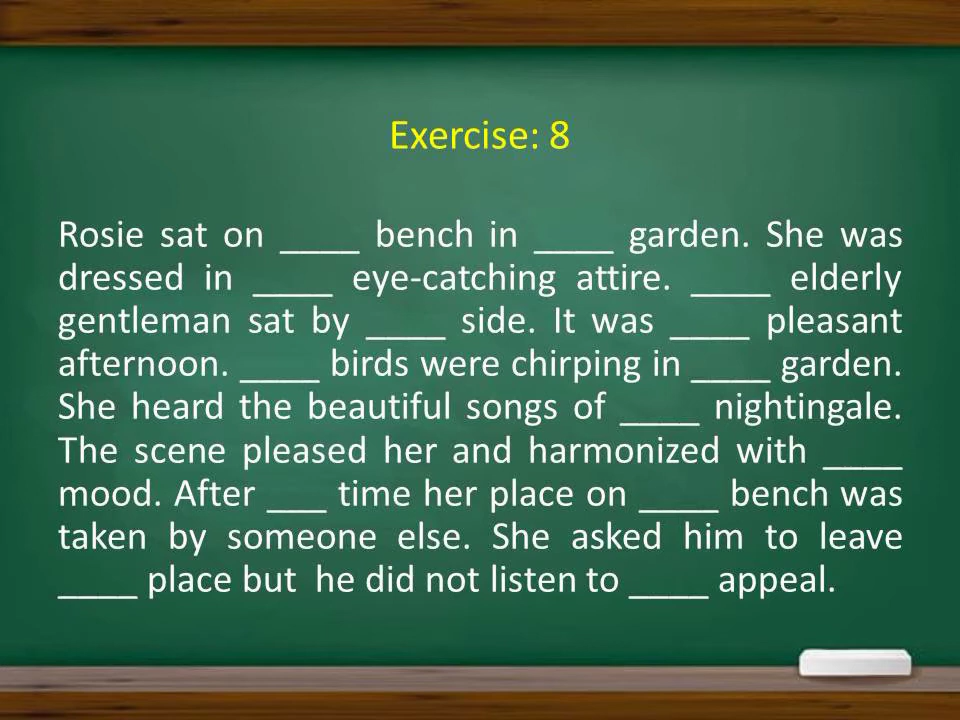 Exercise: 8
Rosie sat on ____ bench in ____ garden. She was
dressed in ____ eye-catching attire. ____ elderly
gentleman sat by ____ side. It was ____ pleasant
afternoon. ____ birds were chirping in ____ garden.
She heard the beautiful songs of ____ nightingale.
The scene pleased her and harmonized with ____
mood. After ___ time her place on ____ bench was
taken by someone else. She asked him to leave
____ place but he did not listen to ____ appeal.